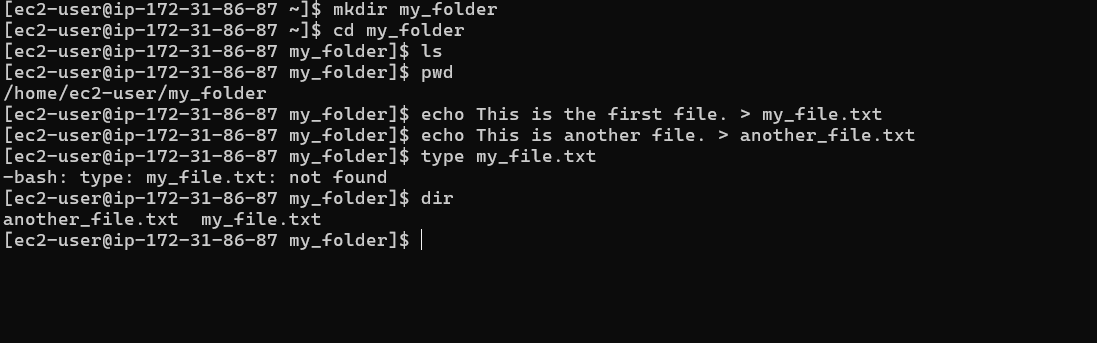 [ec2-user@ip-172-31-86-87 ~]$ mkdir my_folder
[ec2-user@ip-172-31-86-87 ~]$ cd my_folder
[ec2-user@ip-172-31-86-87 my_folder]$ ls
[ec2-user@ip-172-31-86-87 my_folder]$ pwd
/home/ec2-user/my_folder
[ec2-user@ip-172-31-86-87 my_folder]$ echo This is the first file. > my_file.txt
[ec2-user@ip-172-31-86-87 my_folder]$ echo This is another file. > another_file.txt
[ec2-user@ip-172-31-86-87 my_folder]$ type my_file.txt
-bash: type: my_file.txt: not found
[ec2-user@ip-172-31-86-87 my_folder]$ dir
another_file.txt  my_file.txt
[ec2-user@ip-172-31-86-87 my_folder]$